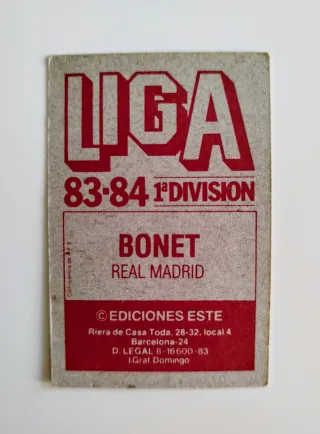 LIGA
83-84 1ª DIVISION
BONET
REAL MADRID
© EDICIONES ESTE
Riera de Casa Toda, 28-32, local 4
Barcelona-24
D. LEGAL B-16600-83
I.Graf. Domingo